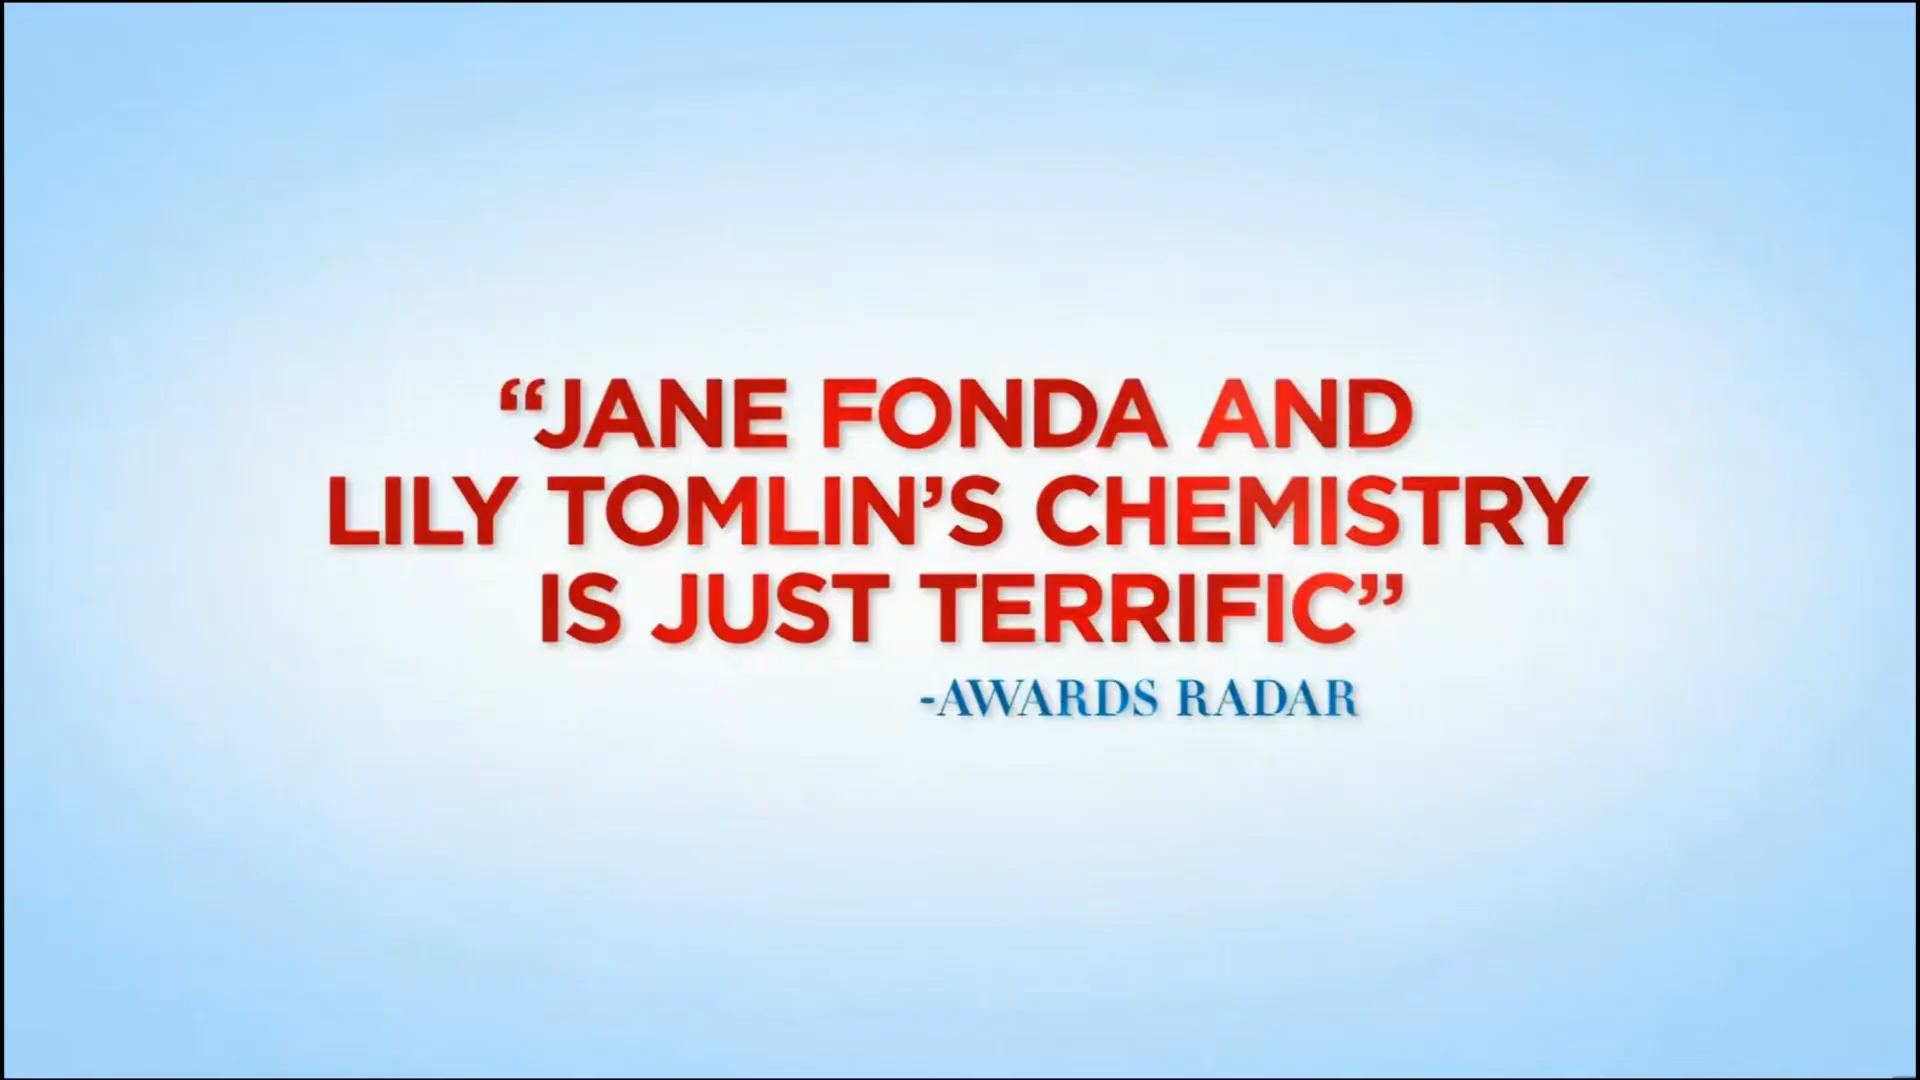 “JANE FONDA AND
LILY TOMLIN’S CHEMISTRY
IS JUST TERRIFIC”
-AWARDS RADAR